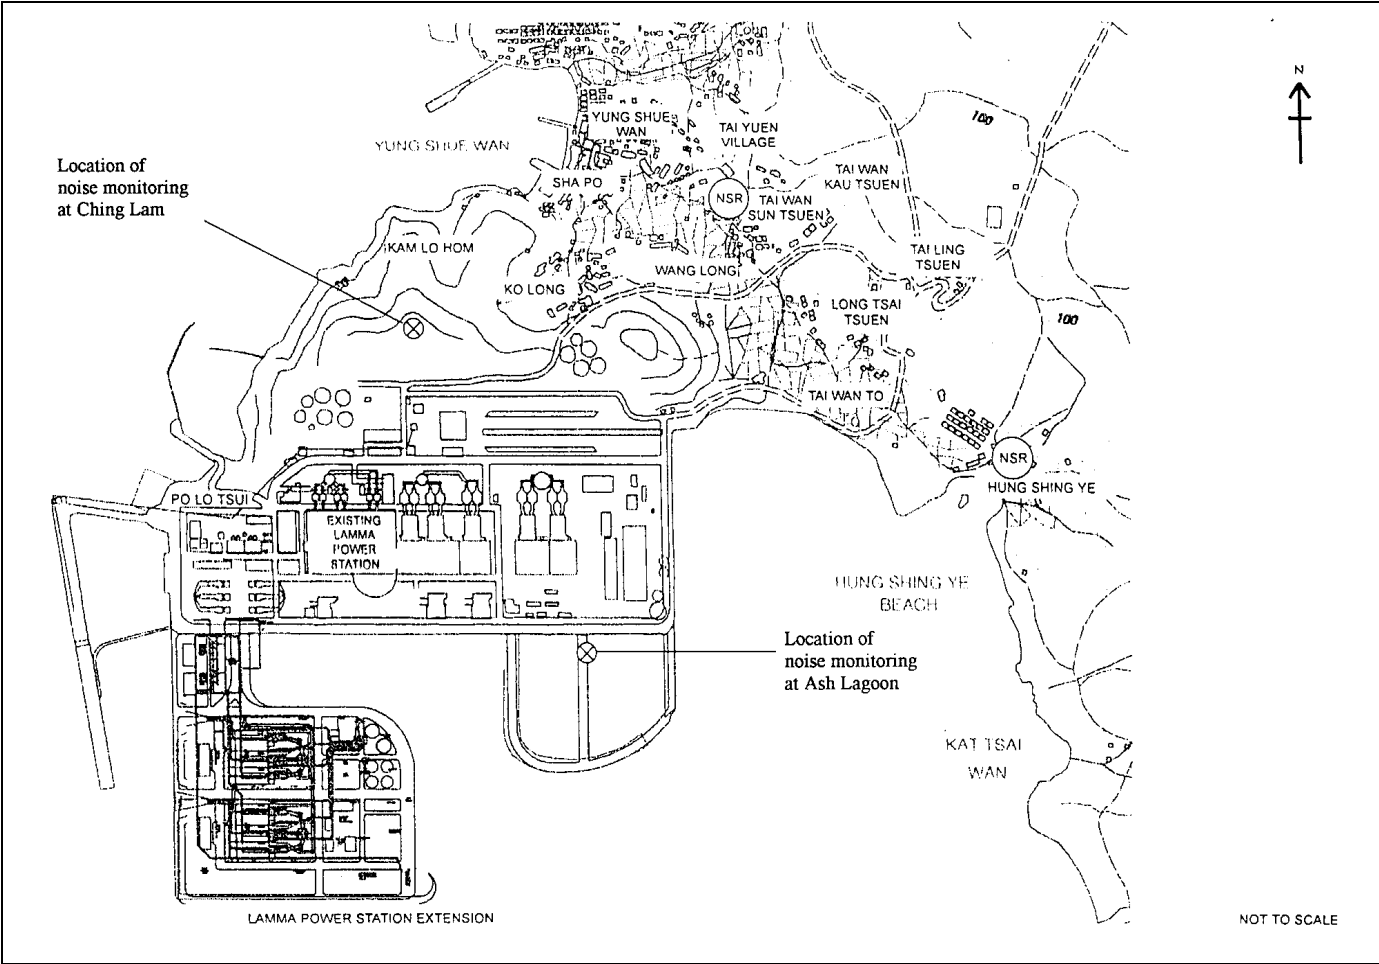 N
100
YUNG SHUE
WAN
TAI YUEN
VILLAGE
YUNG SHUE WAN
Location of
noise monitoring
at Ching Lam
TAI WAN
KAU TSUEN
SHA PO
NSR
TAI WAN
SUN TSUEN
KAM LO HOM
TAI LING
TSUEN
WANG LONG
KO LONG
LONG TSAI
TSUEN
100
TAI WAN TO
NSR
HUNG SHING YE
PO LO TSUI
EXISTING
LAMMA
POWER
STATION
HUNG SHING YE
BEACH
Location of
noise monitoring
at Ash Lagoon
KAT TSAI
WAN
LAMMA POWER STATION EXTENSION
NOT TO SCALE